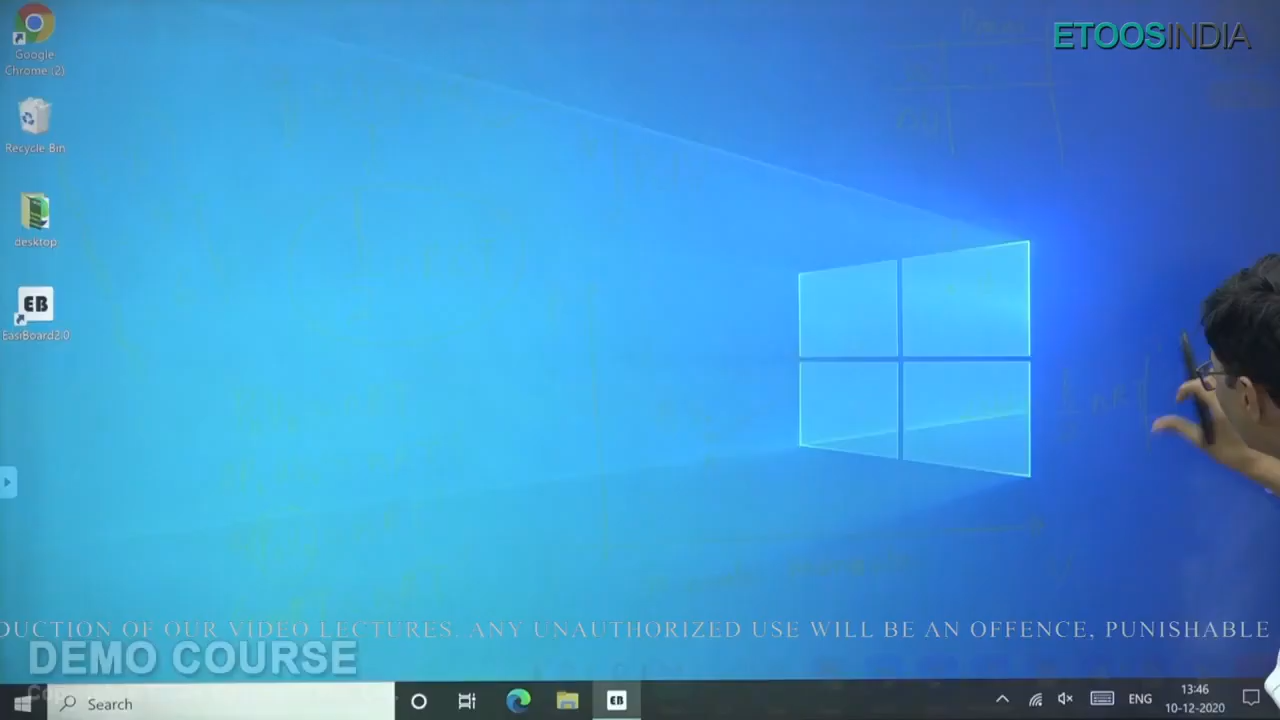 ETOOSINDIA
Google
Chrome (2)
Recycle Bin
desktop
EB
EasiBoard2.0
DUCTION OF OUR VIDEO LECTURES. ANY UNAUTHORIZED USE WILL BE AN OFFENCE, PUNISHABLE
DEMO COURSE
Search
EB
ENG
13:46
10-12-2020